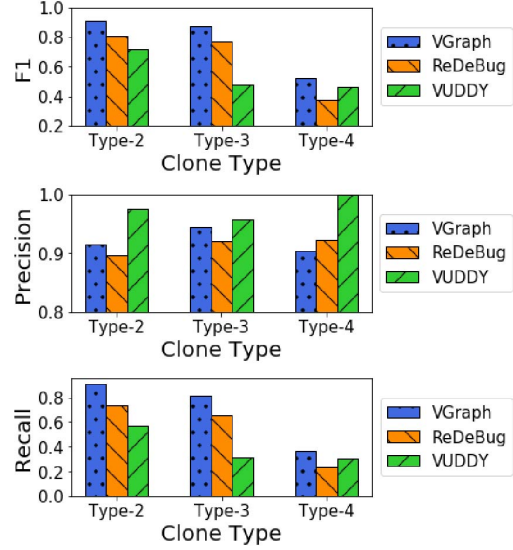 F1
1.0
0.8
0.6
0.4
0.2
Type-2 Type-3 Type-4
Clone Type
VGraph
ReDeBug
VUDDY
Precision
1.0
0.9
0.8
Type-2 Type-3 Type-4
Clone Type
VGraph
ReDeBug
VUDDY
Recall
0.8
0.6
0.4
0.2
0.0
Type-2 Type-3 Type-4
Clone Type
VGraph
ReDeBug
VUDDY